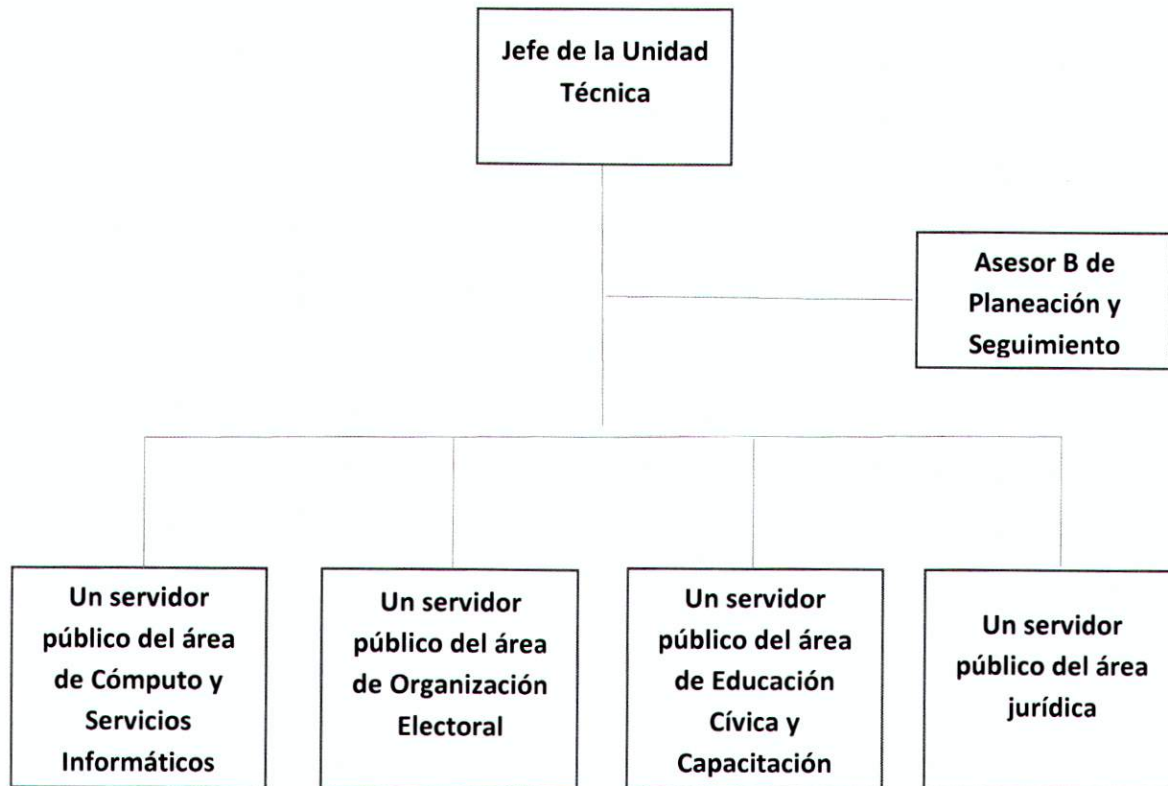 Jefe de la Unidad
Técnica
Asesor B de
Planeación y
Seguimiento
Un servidor
público del área
de Cómputo y
Servicios
Informáticos
Un servidor
público del área
de Organización
Electoral
Un servidor
público del área
de Educación
Cívica y
Capacitación
Un servidor
público del área
jurídica